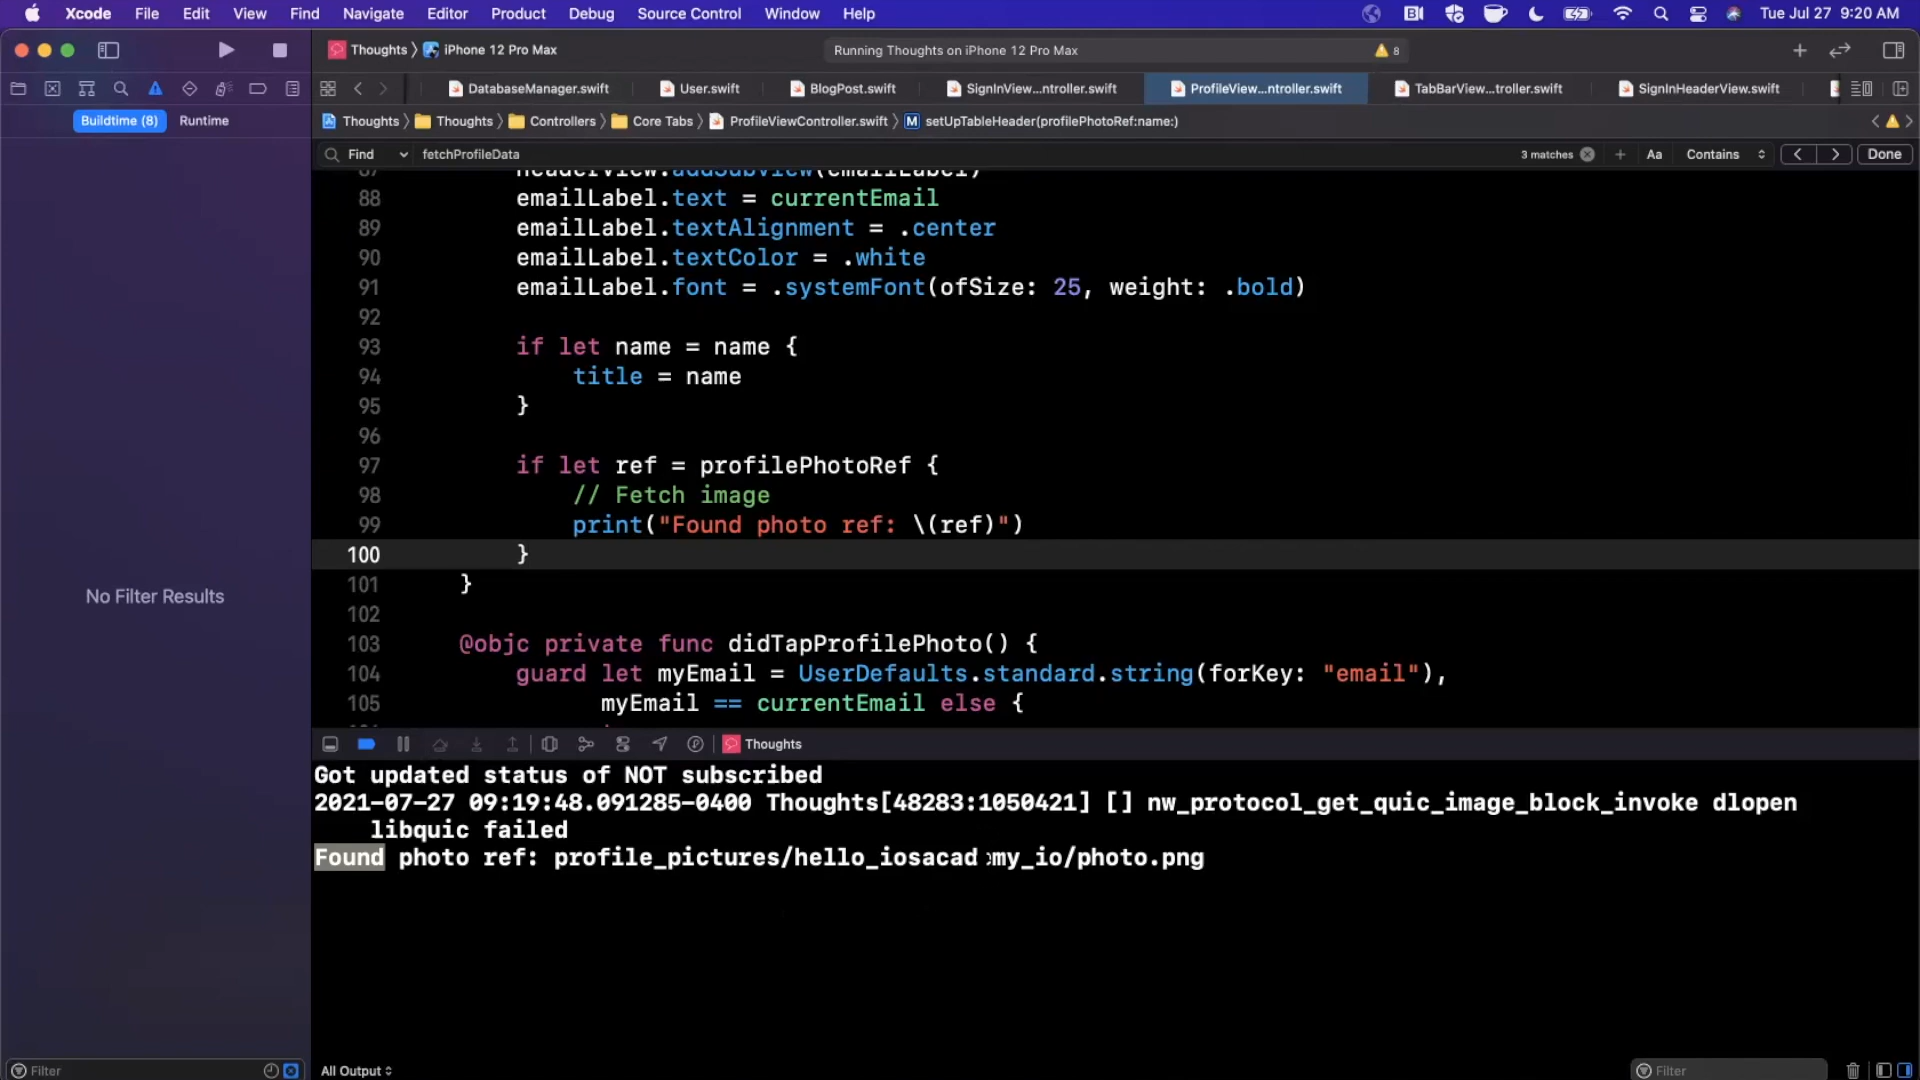 Xcode File Edit View Find Navigate Editor Product Debug Source Control Window Help Tue Jul 27 9:20 AM
Thoughts 〉 iPhone 12 Pro Max Running Thoughts on iPhone 12 Pro Max 8
DatabaseManager.swift User.swift BlogPost.swift SignInView...ntroller.swift ProfileView...ntroller.swift TabBarView...troller.swift SignInHeaderView.swift
Buildtime (8) Runtime
Thoughts 〉 Thoughts 〉 Controllers 〉 Core Tabs 〉 ProfileViewController.swift 〉 M setUpTableHeader(profilePhotoRef:name:)
Find fetchProfileData 3 matches Aa Contains Done
87 headerView.addSubview(emailLabel)
88 emailLabel.text = currentEmail
89 emailLabel.textAlignment = .center
90 emailLabel.textColor = .white
91 emailLabel.font = .systemFont(ofSize: 25, weight: .bold)
92
93 if let name = name {
94 title = name
95 }
96
97 if let ref = profilePhotoRef {
98 // Fetch image
99 print("Found photo ref: \(ref)")
100 }
101 }
102
103 @objc private func didTapProfilePhoto() {
104 guard let myEmail = UserDefaults.standard.string(forKey: "email"),
105 myEmail == currentEmail else {
No Filter Results
Thoughts
Got updated status of NOT subscribed
2021-07-27 09:19:48.091285-0400 Thoughts[48283:1050421] [] nw_protocol_get_quic_image_block_invoke dlopen
libquic failed
Found photo ref: profile_pictures/hello_iosacademy_io/photo.png
Filter All Output Filter